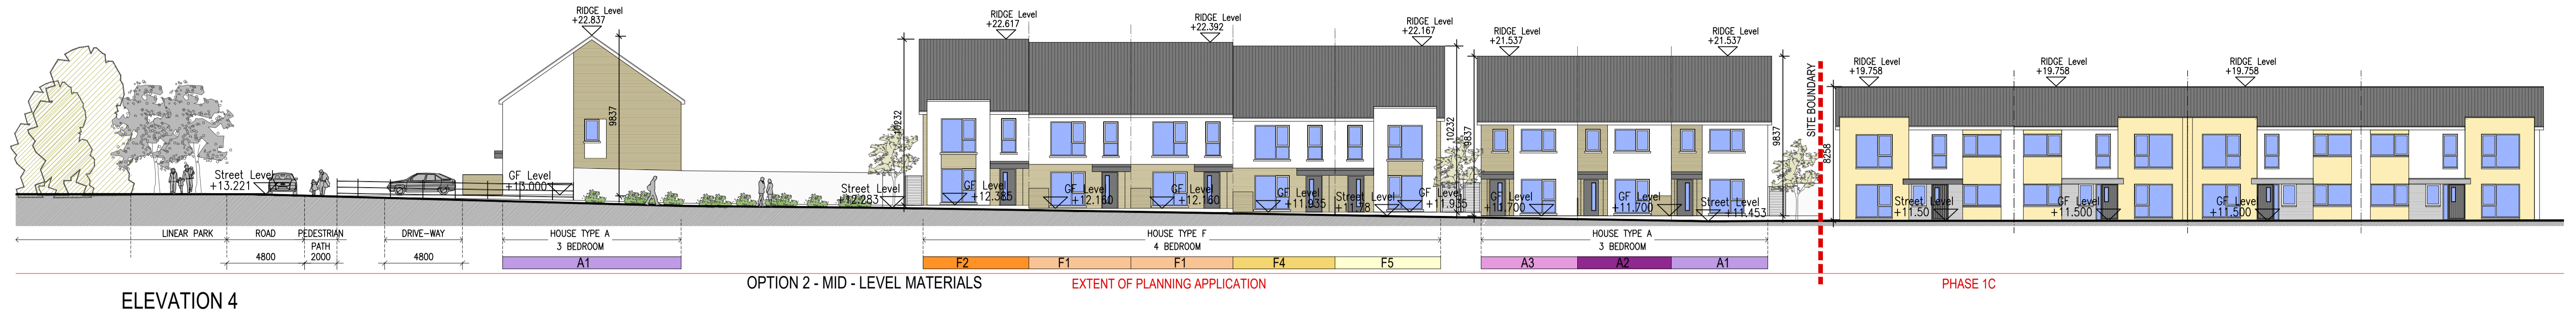 RIDGE Level
+22.837
9837
Street Level
+13.221
GF Level
+13.000
LINEAR PARK
ROAD
4800
PEDESTRIAN
PATH
2000
DRIVE-WAY
4800
HOUSE TYPE A
3 BEDROOM
A1
RIDGE Level
+22.617
RIDGE Level
+22.392
RIDGE Level
+22.167
10232
10232
Street Level
+12.283
GF Level
+12.385
GF Level
+12.160
GF Level
+12.160
GF Level
+11.935
Street Level
+11.78
GF Level
+11.935
HOUSE TYPE F
4 BEDROOM
F2
F1
F1
F4
F5
RIDGE Level
+21.537
RIDGE Level
+21.537
9837
9837
GF Level
+11.700
GF Level
+11.700
Street Level
+11.453
HOUSE TYPE A
3 BEDROOM
A3
A2
A1
SITE BOUNDARY
8258
RIDGE Level
+19.758
RIDGE Level
+19.758
RIDGE Level
+19.758
Street Level
+11.50
GF Level
+11.500
GF Level
+11.500
OPTION 2 - MID - LEVEL MATERIALS
EXTENT OF PLANNING APPLICATION
PHASE 1C
ELEVATION 4